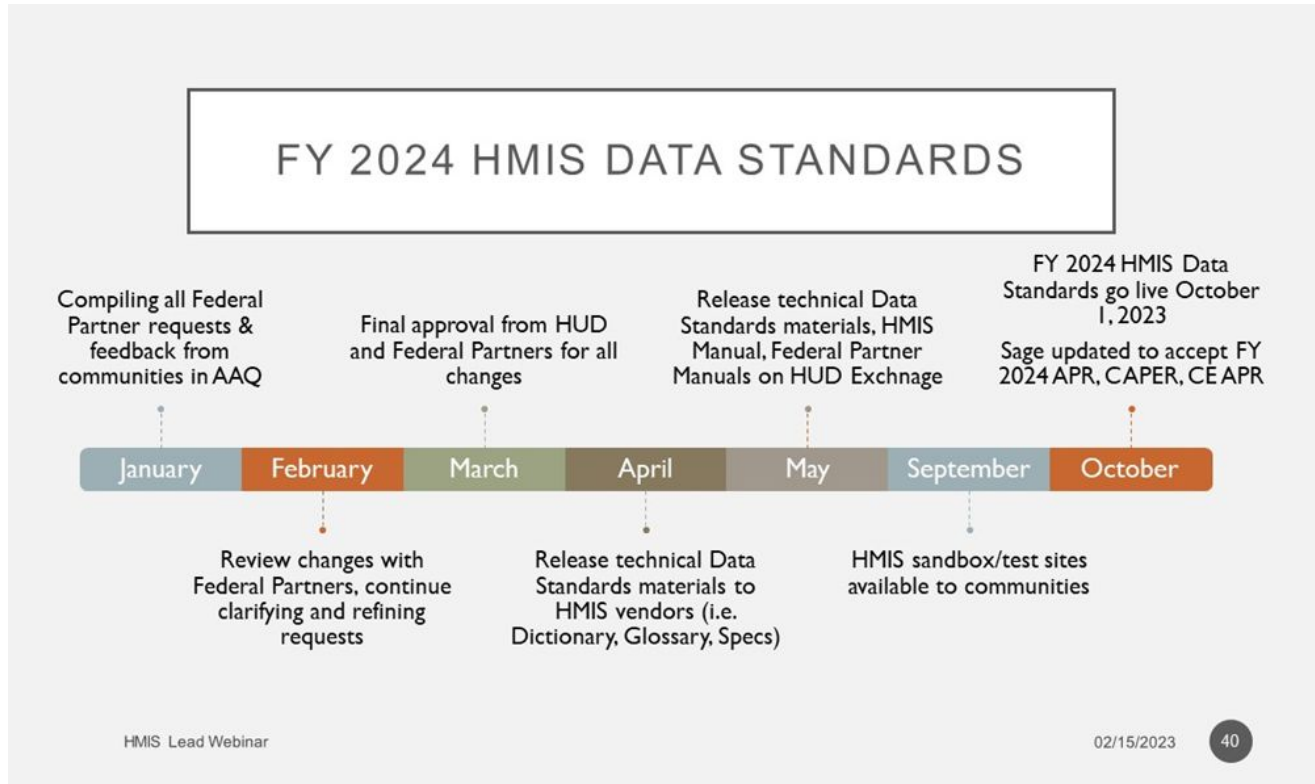 FY 2024 HMIS DATA STANDARDS
Compiling all Federal
Partner requests &
feedback from
communities in AAQ
Final approval from HUD
and Federal Partners for all
changes
Release technical Data
Standards materials, HMIS
Manual, Federal Partner
Manuals on HUD Exchnage
FY 2024 HMIS Data
Standards go live October
1, 2023
Sage updated to accept FY
2024 APR, CAPER, CE APR
January
February
March
April
May
September
October
Review changes with
Federal Partners, continue
clarifying and refining
requests
Release technical Data
Standards materials to
HMIS vendors (i.e.
Dictionary, Glossary, Specs)
HMIS sandbox/test sites
available to communities
HMIS Lead Webinar
02/15/2023
40